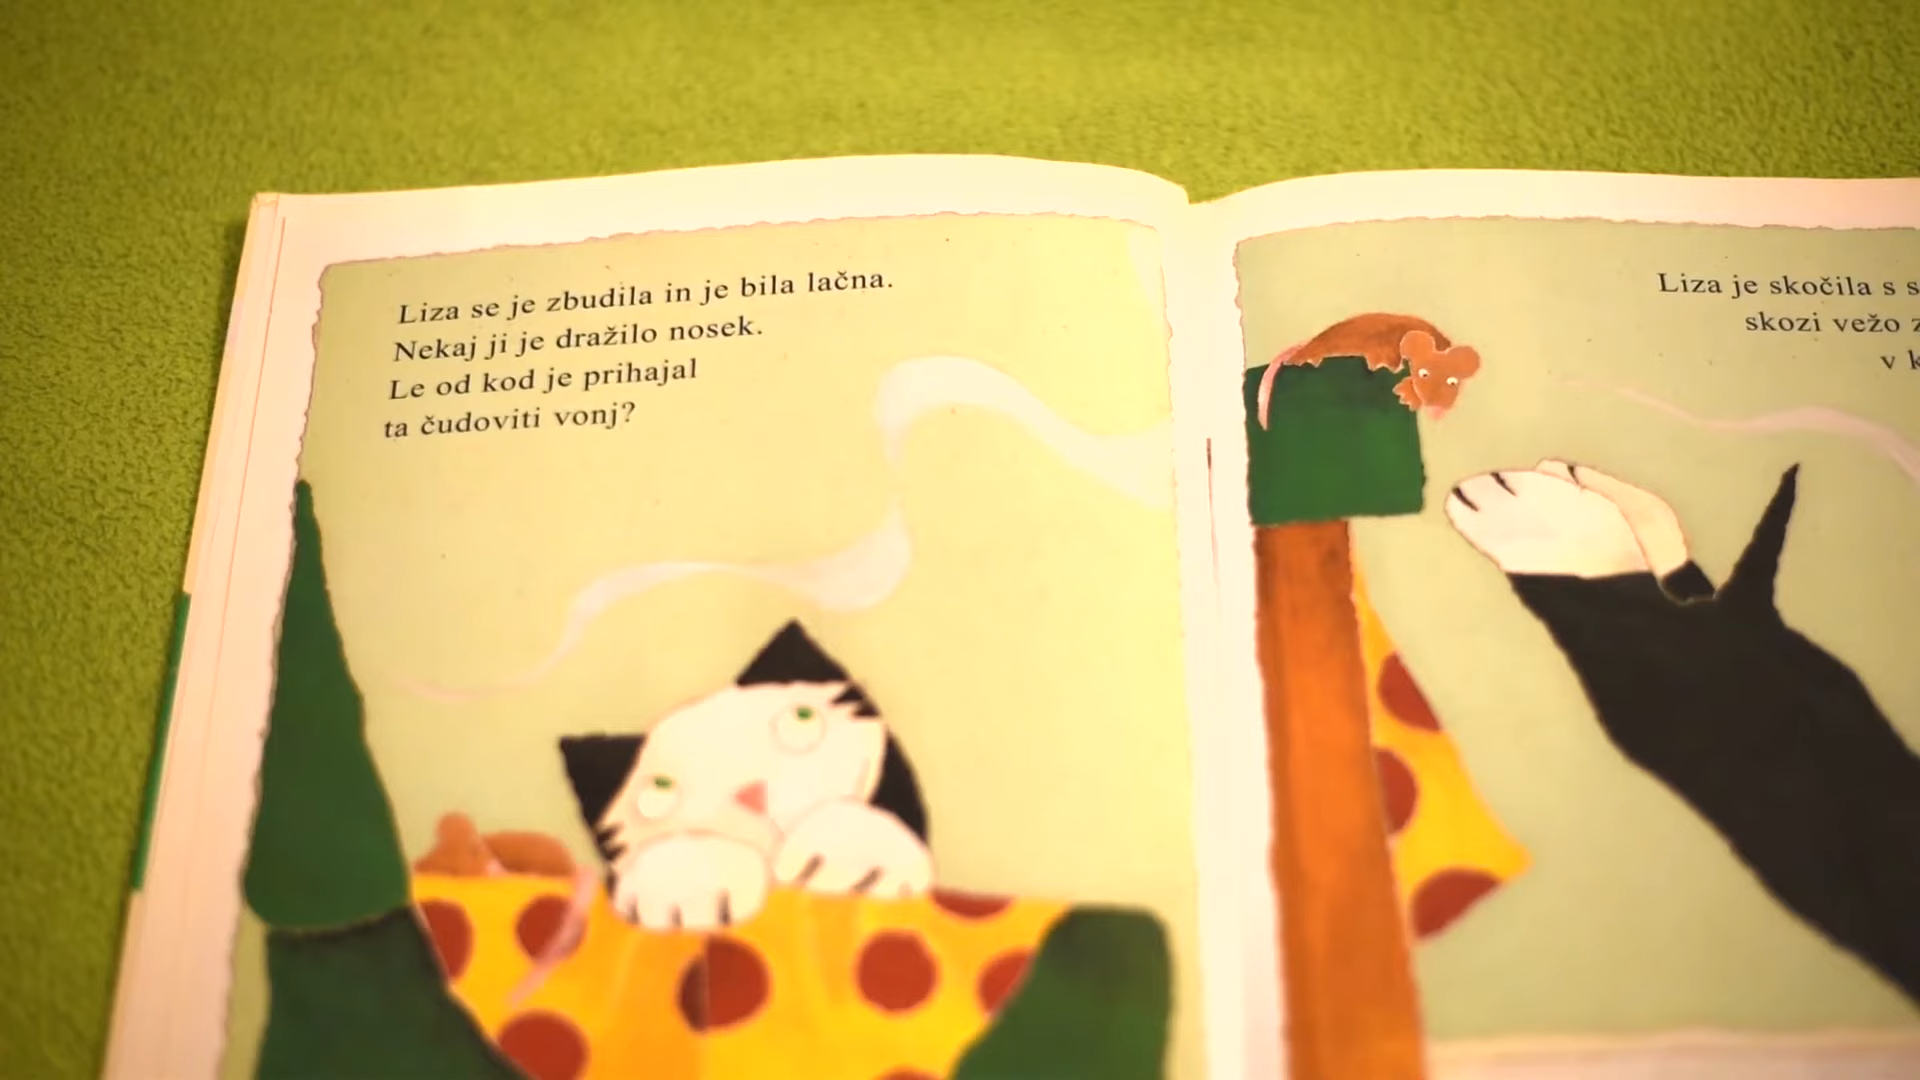 Liza se je zbudila in je bila lačna.
Nekaj ji je dražilo nosek.
Le od kod je prihajal
ta čudoviti vonj?
Liza je skočila s
skozi vežo
v